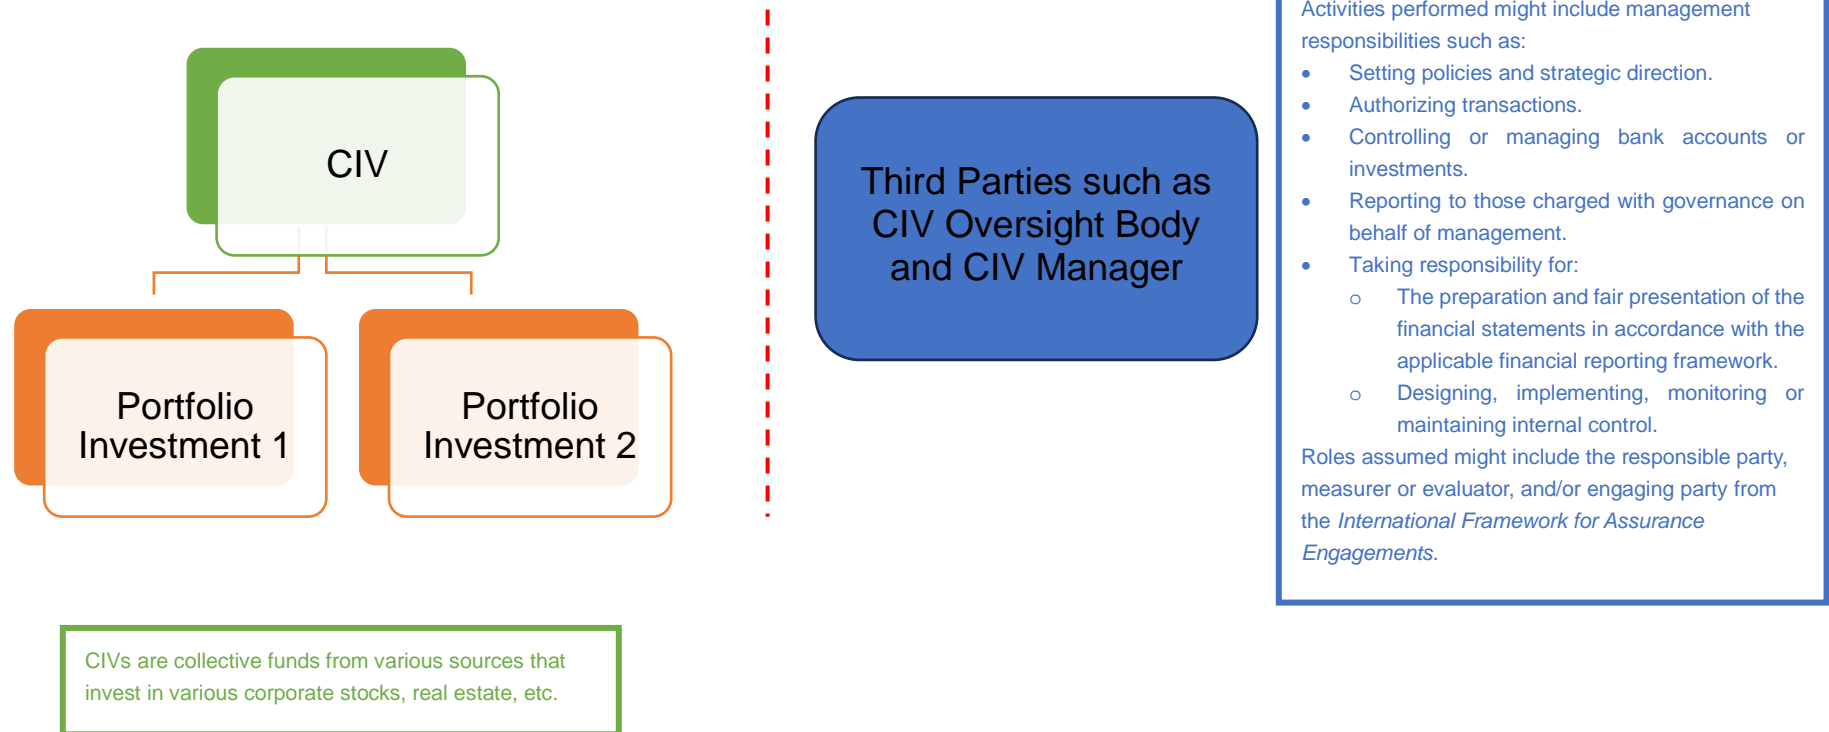 CIV
Portfolio
Investment 1
Portfolio
Investment 2
CIVs are collective funds from various sources that
invest in various corporate stocks, real estate, etc.
Third Parties such as
CIV Oversight Body
and CIV Manager
Activities performed might include management
responsibilities such as:
• Setting policies and strategic direction.
• Authorizing transactions.
• Controlling or managing bank accounts or
investments.
• Reporting to those charged with governance on
behalf of management.
• Taking responsibility for:
o The preparation and fair presentation of the
financial statements in accordance with the
applicable financial reporting framework.
o Designing, implementing, monitoring or
maintaining internal control.
Roles assumed might include the responsible party,
measurer or evaluator, and/or engaging party from
the International Framework for Assurance
Engagements.